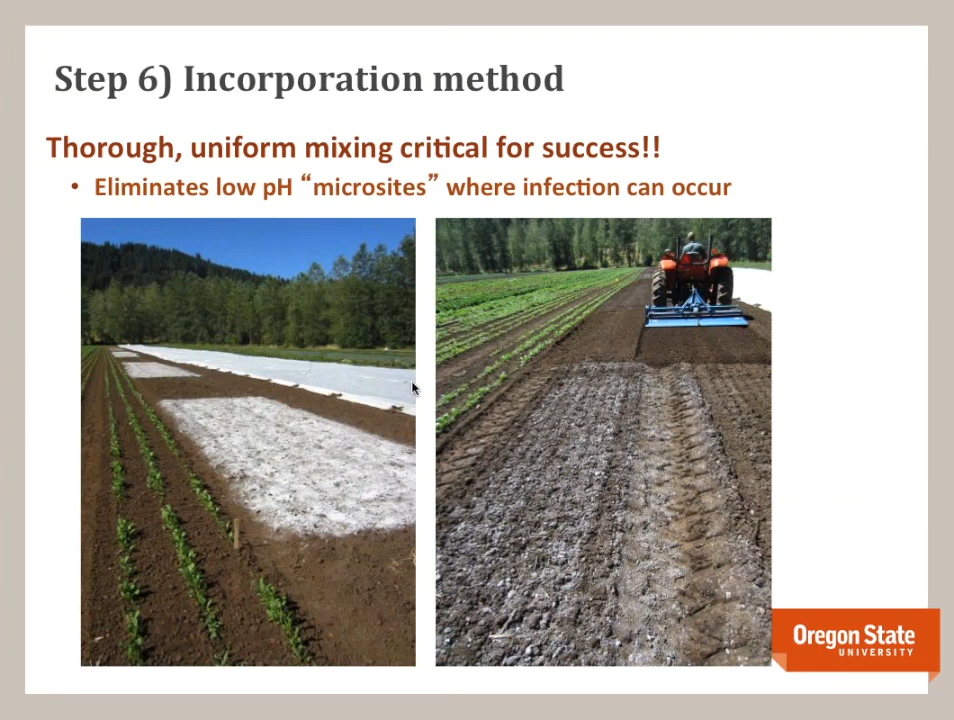 Step 6) Incorporation method
Thorough, uniform mixing critical for success!!
• Eliminates low pH “microsites” where infection can occur
Oregon State
UNIVERSITY